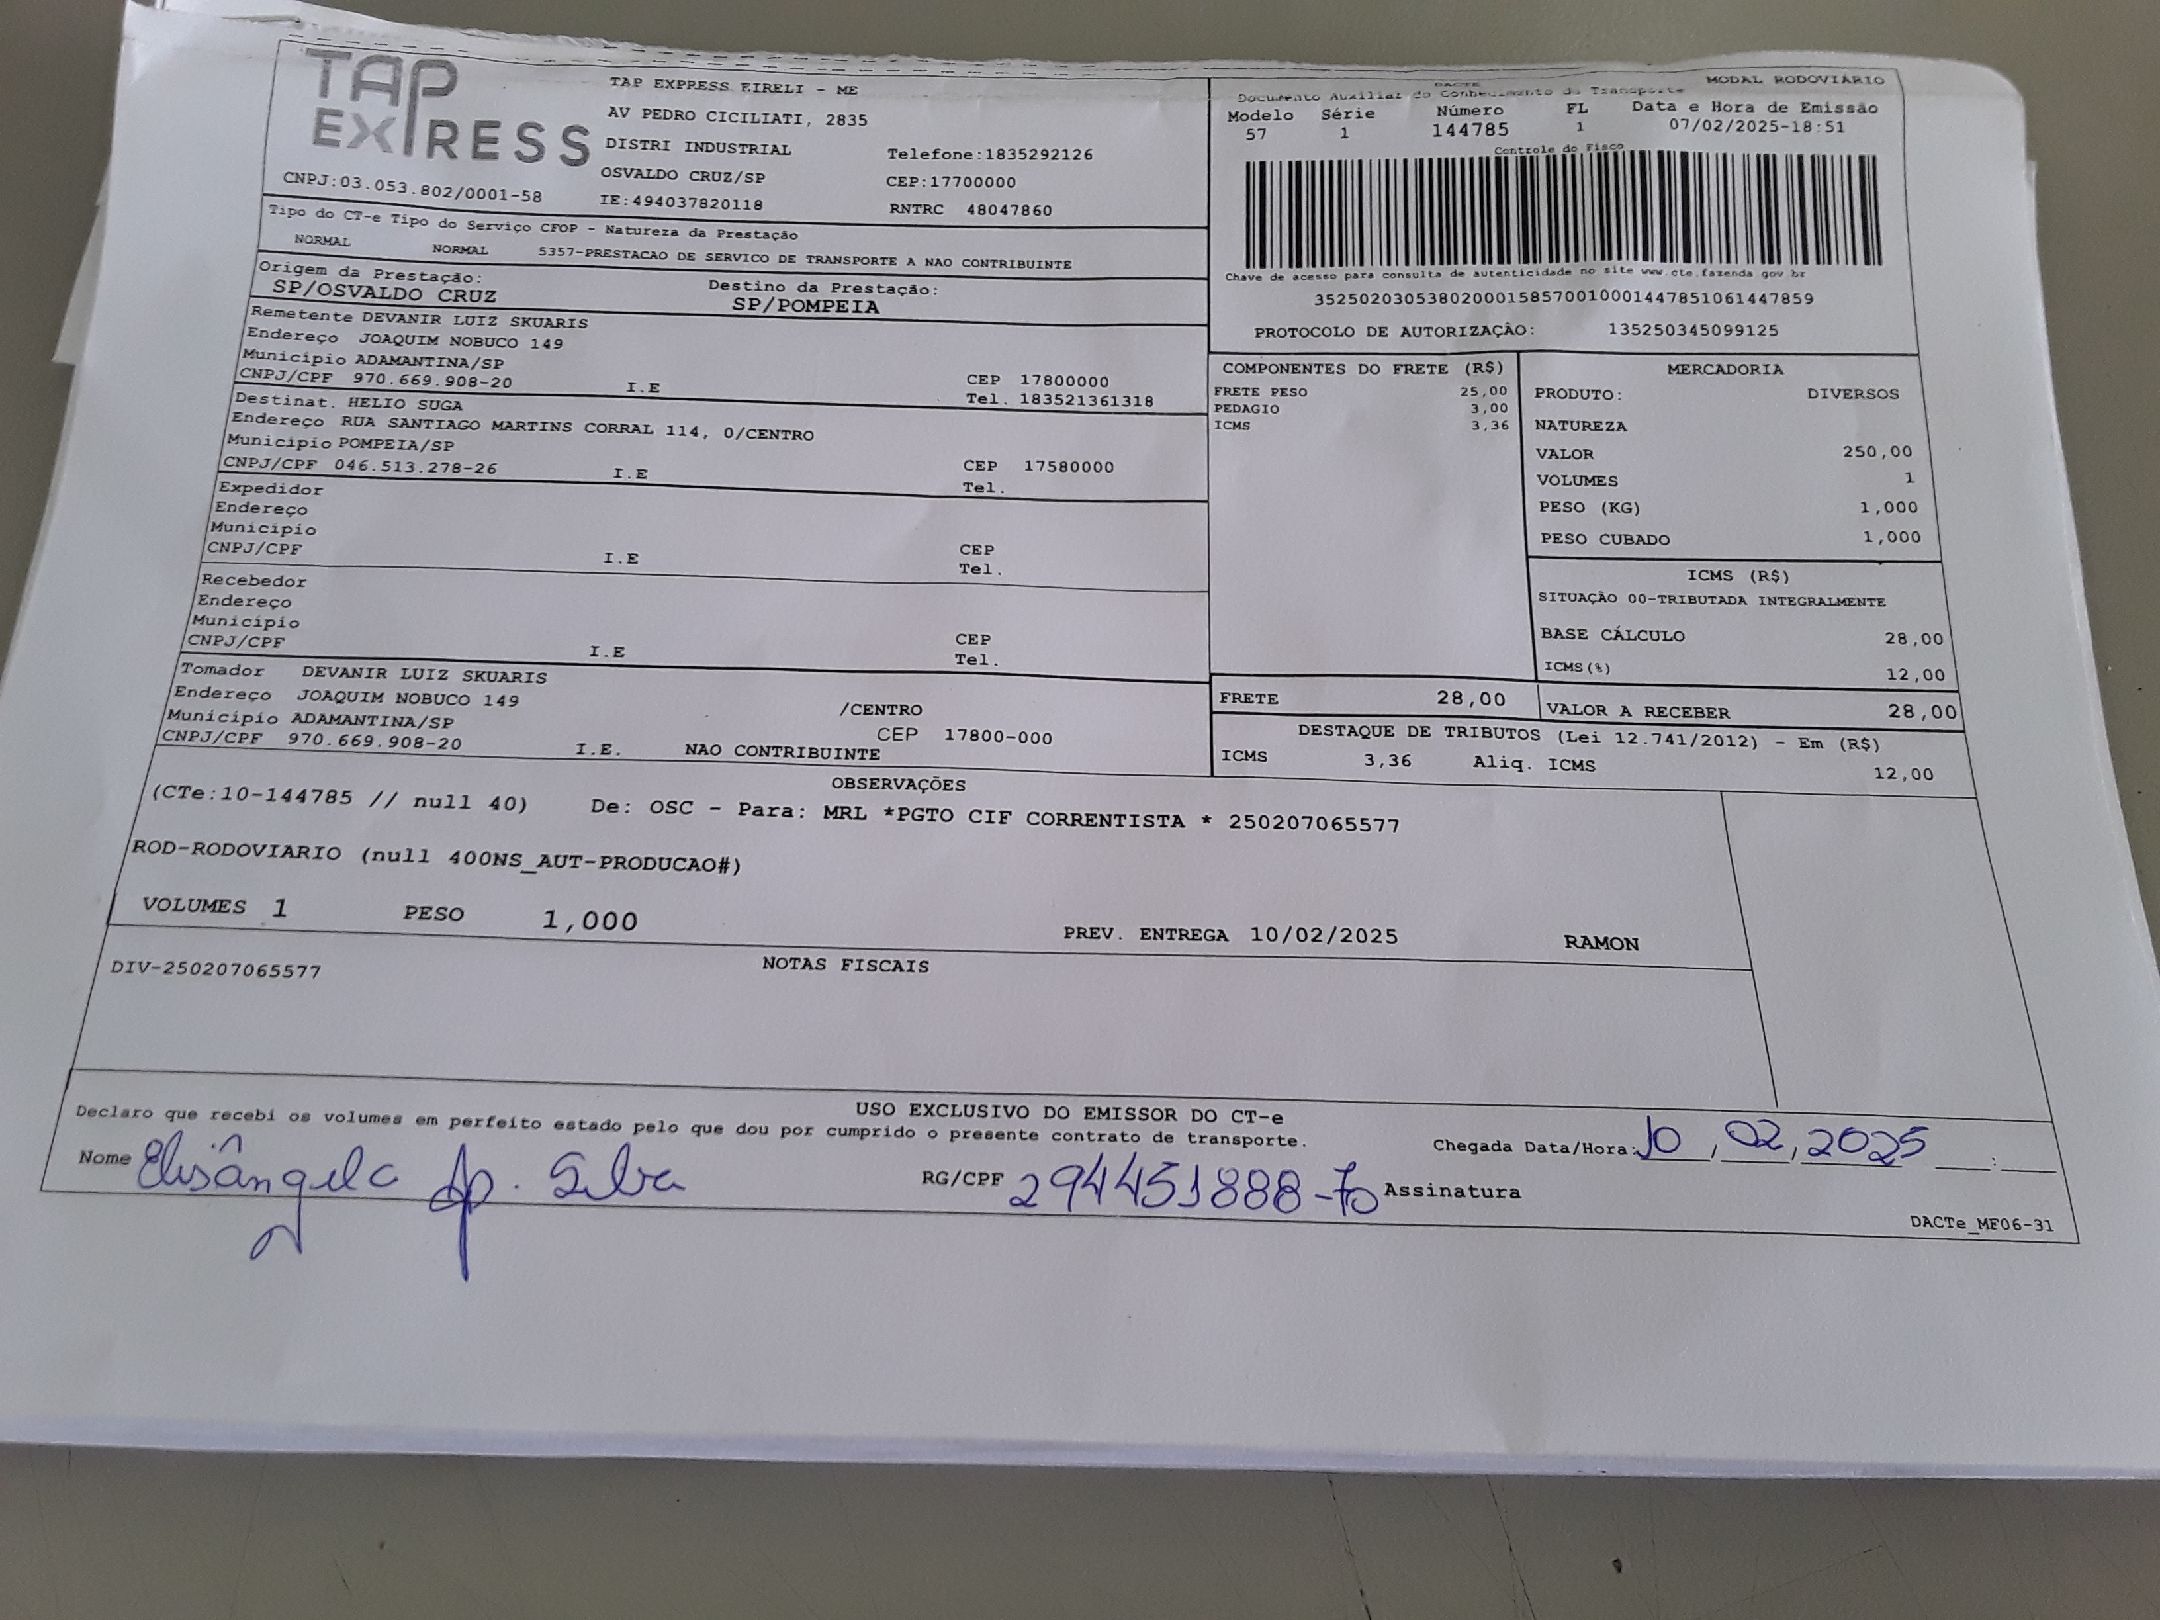 TAP EXPRESS
CNPJ:03.053.802/0001-58
TAP EXPRESS EIRELI - ME
AV PEDRO CICILIATI, 2835
DISTRI INDUSTRIAL Telefone:1835292126
OSVALDO CRUZ/SP CEP:17700000
IE:494037820118 RNTRC 48047860
DACTE MODAL RODOVIÁRIO
Documento Auxiliar do Conhecimento de Transporte
Modelo Série Número FL Data e Hora de Emissão
57 1 144785 1 07/02/2025-18:51
Controle do Fisco
Chave de acesso para consulta de autenticidade no site www.cte.fazenda gov br
35250203053802000158570010001447851061447859
PROTOCOLO DE AUTORIZAÇÃO: 135250345099125
Tipo do CT-e Tipo do Serviço CFOP - Natureza da Prestação
NORMAL NORMAL 5357-PRESTACAO DE SERVICO DE TRANSPORTE A NAO CONTRIBUINTE
Origem da Prestação: Destino da Prestação:
SP/OSVALDO CRUZ SP/POMPEIA
Remetente DEVANIR LUIZ SKUARIS
Endereço JOAQUIM NOBUCO 149
Município ADAMANTINA/SP CEP 17800000
CNPJ/CPF 970.669.908-20 I.E Tel. 183521361318
Destinat. HELIO SUGA
Endereço RUA SANTIAGO MARTINS CORRAL 114, 0/CENTRO
Município POMPEIA/SP CEP 17580000
CNPJ/CPF 046.513.278-26 I.E Tel.
Expedidor
Endereço
Município CEP
CNPJ/CPF I.E Tel.
Recebedor
Endereço
Município CEP
CNPJ/CPF I.E Tel.
Tomador DEVANIR LUIZ SKUARIS
Endereço JOAQUIM NOBUCO 149 /CENTRO
Município ADAMANTINA/SP CEP 17800-000
CNPJ/CPF 970.669.908-20 I.E. NAO CONTRIBUINTE
COMPONENTES DO FRETE (R$)
FRETE PESO 25,00
PEDAGIO 3,00
ICMS 3,36
MERCADORIA
PRODUTO: DIVERSOS
NATUREZA
VALOR 250,00
VOLUMES 1
PESO (KG) 1,000
PESO CUBADO 1,000
ICMS (R$)
SITUAÇÃO 00-TRIBUTADA INTEGRALMENTE
BASE CÁLCULO 28,00
ICMS(%) 12,00
FRETE 28,00 VALOR A RECEBER 28,00
DESTAQUE DE TRIBUTOS (Lei 12.741/2012) - Em (R$)
ICMS 3,36 Aliq. ICMS 12,00
OBSERVAÇÕES
(CTe:10-144785 // null 40) De: OSC - Para: MRL *PGTO CIF CORRENTISTA * 250207065577
ROD-RODOVIARIO (null 400NS_AUT-PRODUCAO#)
VOLUMES 1 PESO 1,000 PREV. ENTREGA 10/02/2025 RAMON
NOTAS FISCAIS
DIV-250207065577
USO EXCLUSIVO DO EMISSOR DO CT-e
Declaro que recebi os volumes em perfeito estado pelo que dou por cumprido o presente contrato de transporte.
Chegada Data/Hora: 10, 02, 2025 :
Nome Elisângela Ap. Silva RG/CPF 294451888-70 Assinatura
DACTe_MF06-31